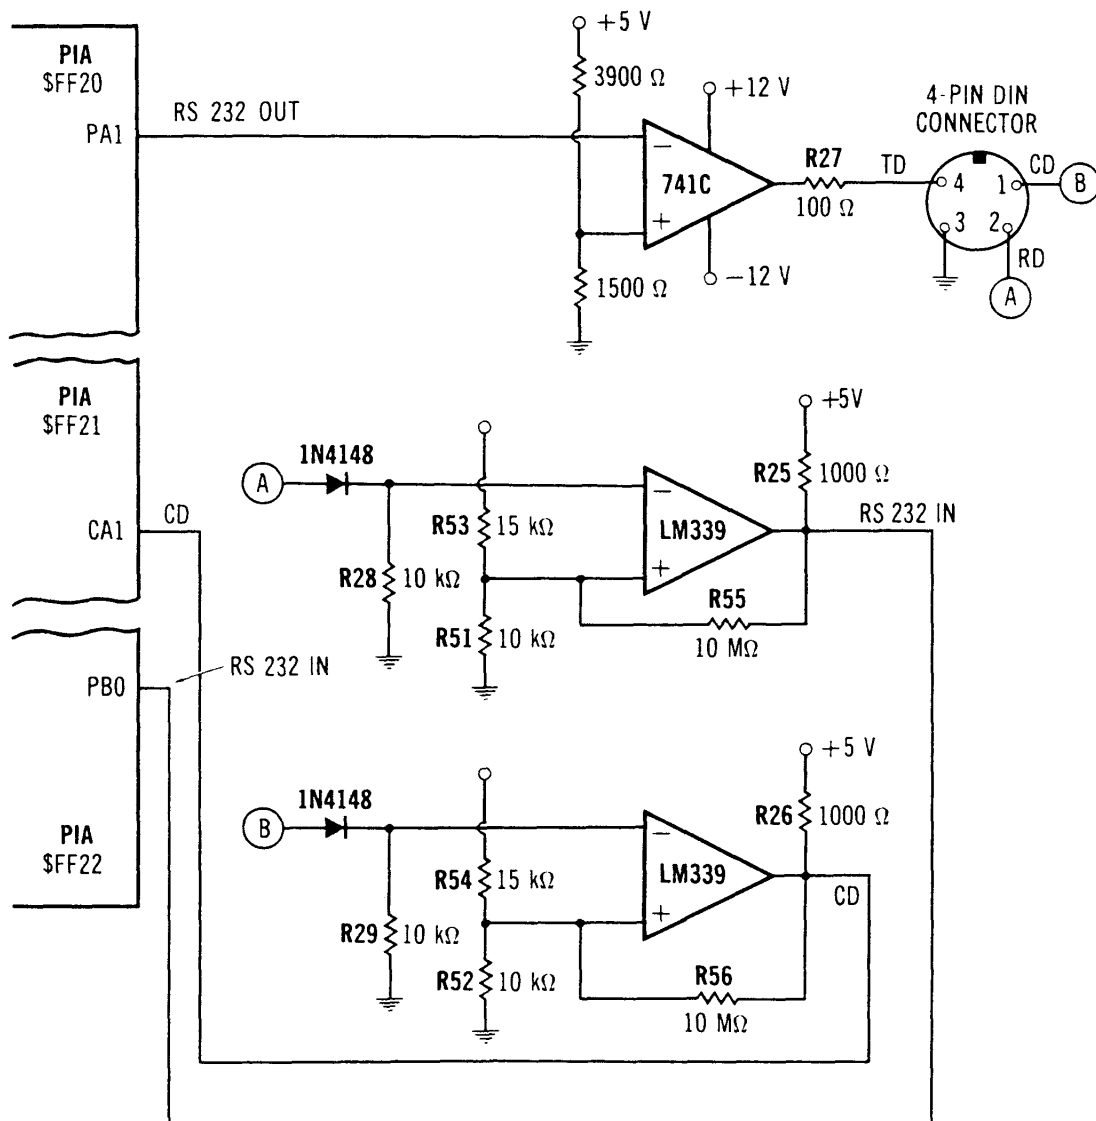 PIA
$FF20
PA1
RS 232 OUT
+5 V
3900 Ω
+12 V
−
741C
+
−12 V
1500 Ω
R27
100 Ω
TD
4-PIN DIN
CONNECTOR
4
1
3
2
CD
B
RD
A
PIA
$FF21
CA1
CD
A
1N4148
R28
10 kΩ
R53
15 kΩ
R51
10 kΩ
−
LM339
+
+5V
R25
1000 Ω
RS 232 IN
R55
10 MΩ
PB0
RS 232 IN
PIA
$FF22
B
1N4148
R29
10 kΩ
R54
15 kΩ
R52
10 kΩ
−
LM339
+
+5 V
R26
1000 Ω
CD
R56
10 MΩ